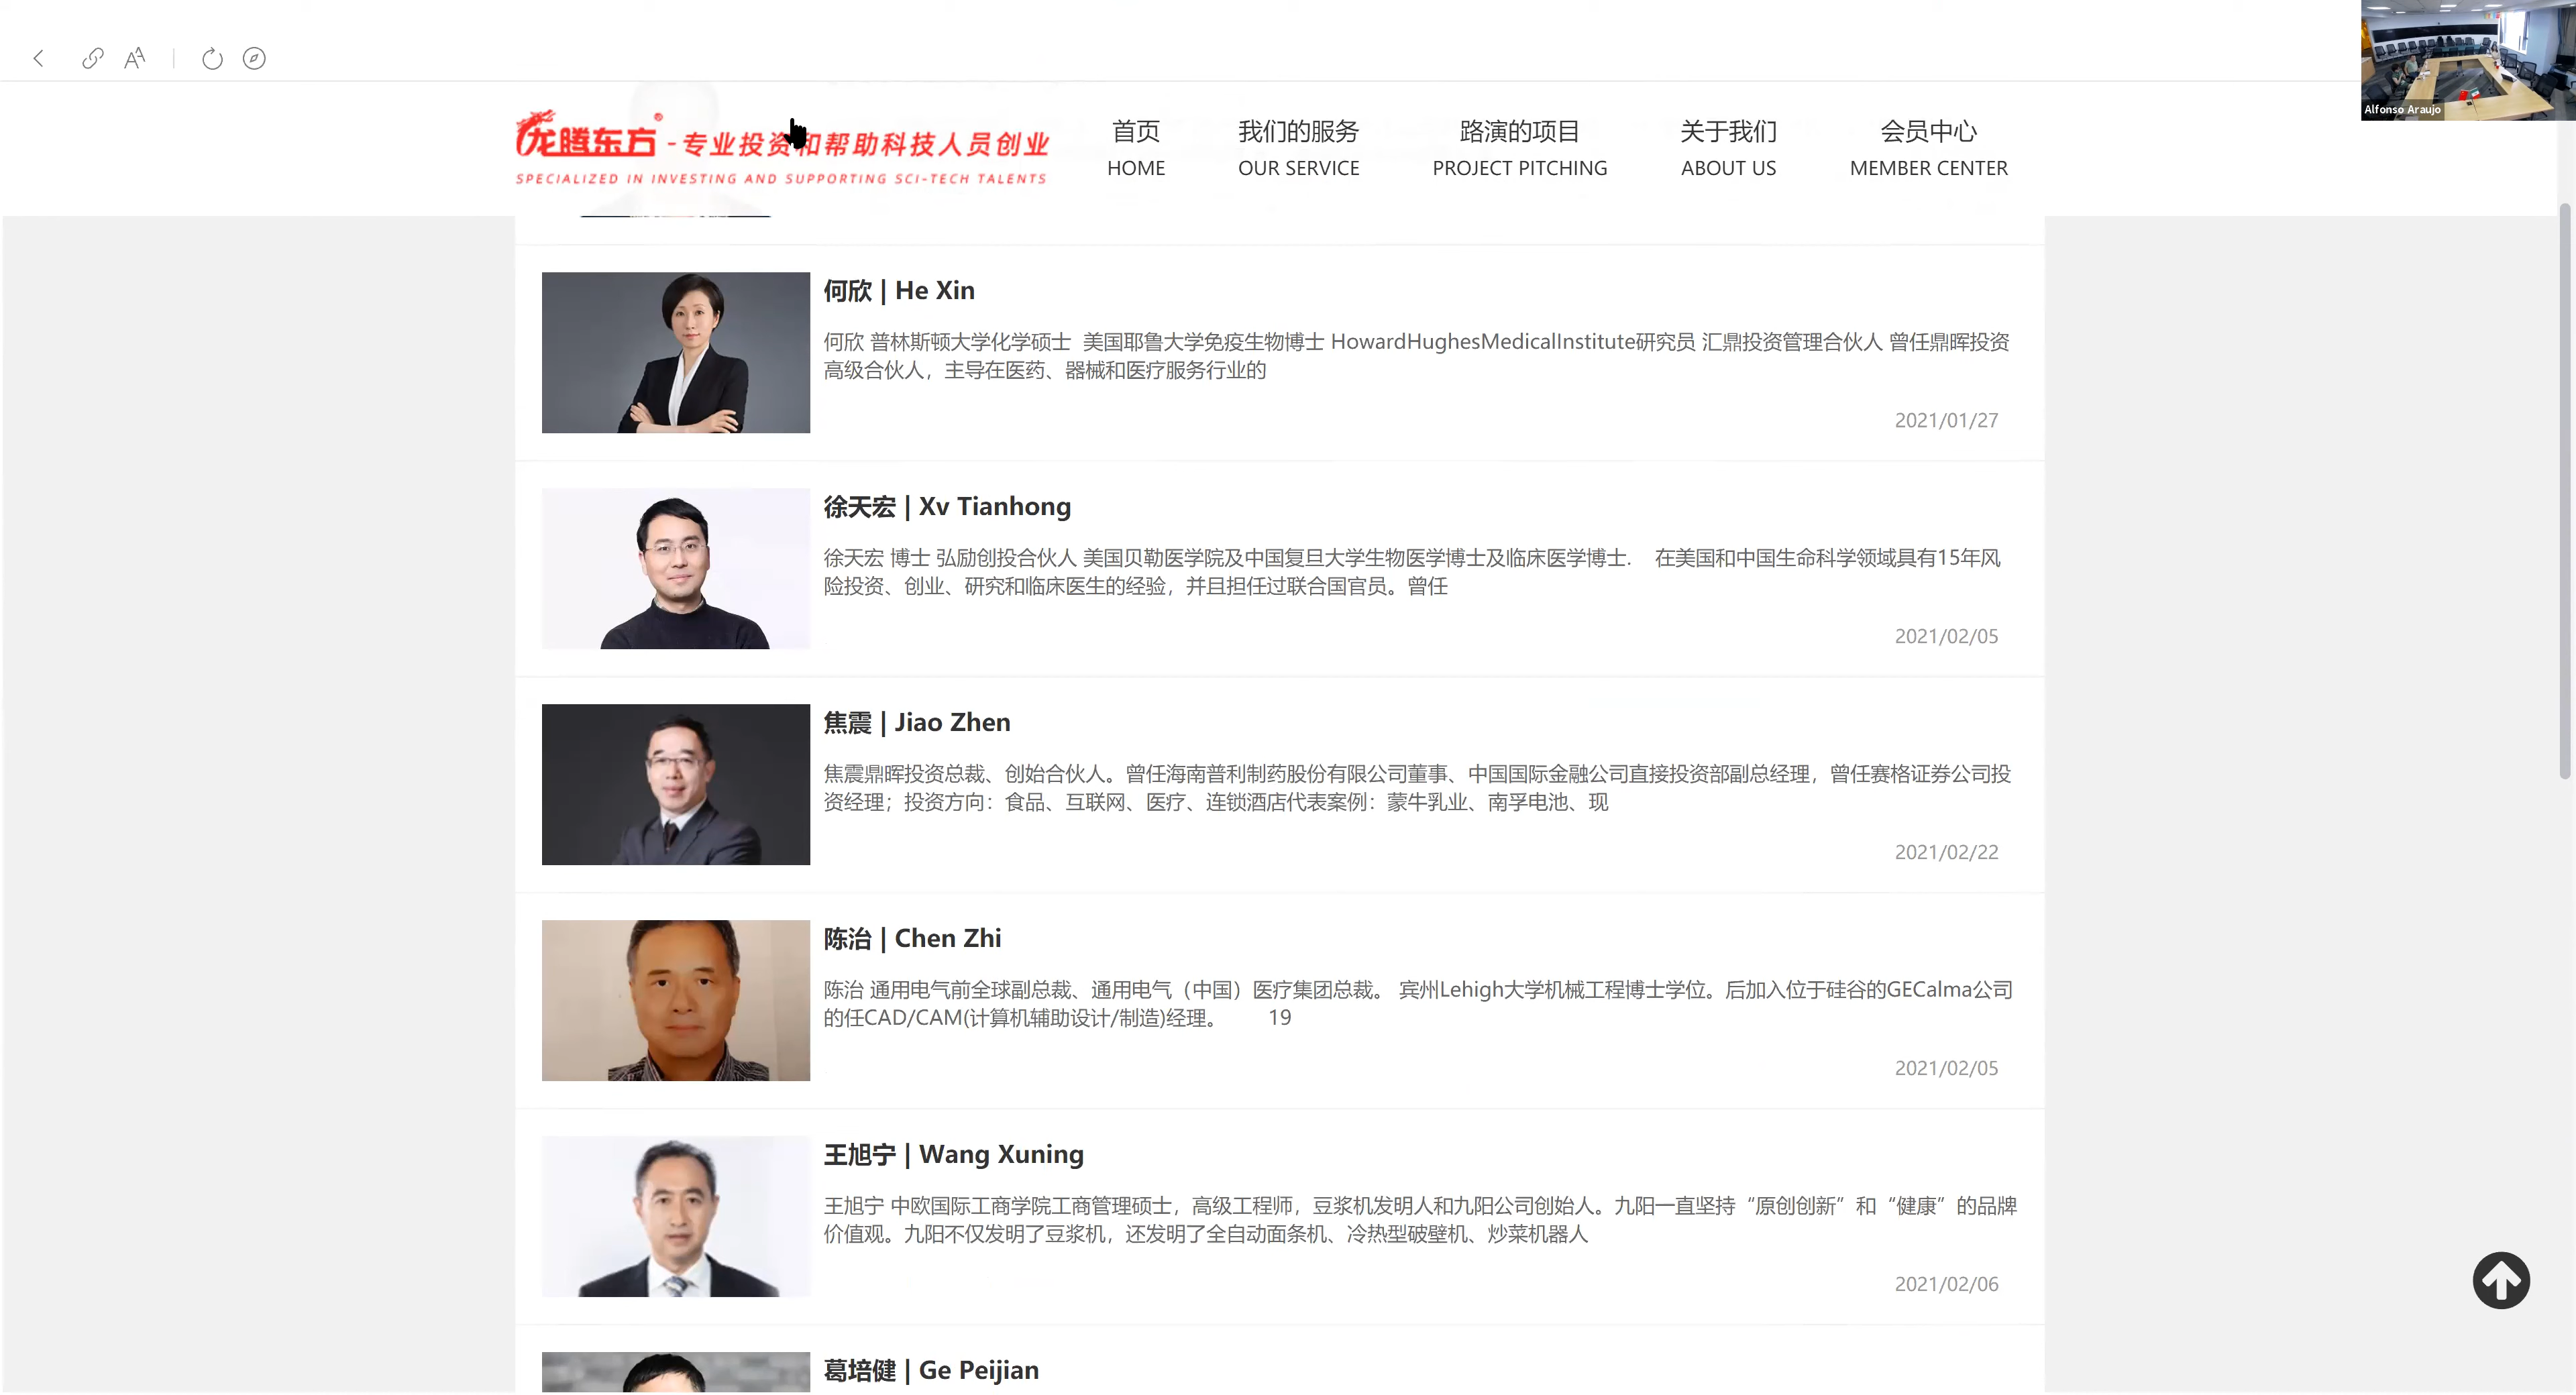 Alfonso Araujo
龙腾东方® -专业投资和帮助科技人员创业
SPECIALIZED IN INVESTING AND SUPPORTING SCI-TECH TALENTS
首页 我们的服务 路演的项目 关于我们 会员中心
HOME OUR SERVICE PROJECT PITCHING ABOUT US MEMBER CENTER
何欣 | He Xin
何欣 普林斯顿大学化学硕士 美国耶鲁大学免疫生物博士 HowardHughesMedicalInstitute研究员 汇鼎投资管理合伙人 曾任鼎晖投资
高级合伙人，主导在医药、器械和医疗服务行业的
2021/01/27
徐天宏 | Xv Tianhong
徐天宏 博士 弘励创投合伙人 美国贝勒医学院及中国复旦大学生物医学博士及临床医学博士. 在美国和中国生命科学领域具有15年风
险投资、创业、研究和临床医生的经验，并且担任过联合国官员。曾任
2021/02/05
焦震 | Jiao Zhen
焦震鼎晖投资总裁、创始合伙人。曾任海南普利制药股份有限公司董事、中国国际金融公司直接投资部副总经理，曾任赛格证券公司投
资经理；投资方向：食品、互联网、医疗、连锁酒店代表案例：蒙牛乳业、南孚电池、现
2021/02/22
陈治 | Chen Zhi
陈治 通用电气前全球副总裁、通用电气（中国）医疗集团总裁。 宾州Lehigh大学机械工程博士学位。后加入位于硅谷的GECalma公司
的任CAD/CAM(计算机辅助设计/制造)经理。 19
2021/02/05
王旭宁 | Wang Xuning
王旭宁 中欧国际工商学院工商管理硕士，高级工程师，豆浆机发明人和九阳公司创始人。九阳一直坚持“原创创新”和“健康”的品牌
价值观。九阳不仅发明了豆浆机，还发明了全自动面条机、冷热型破壁机、炒菜机器人
2021/02/06
葛培健 | Ge Peijian